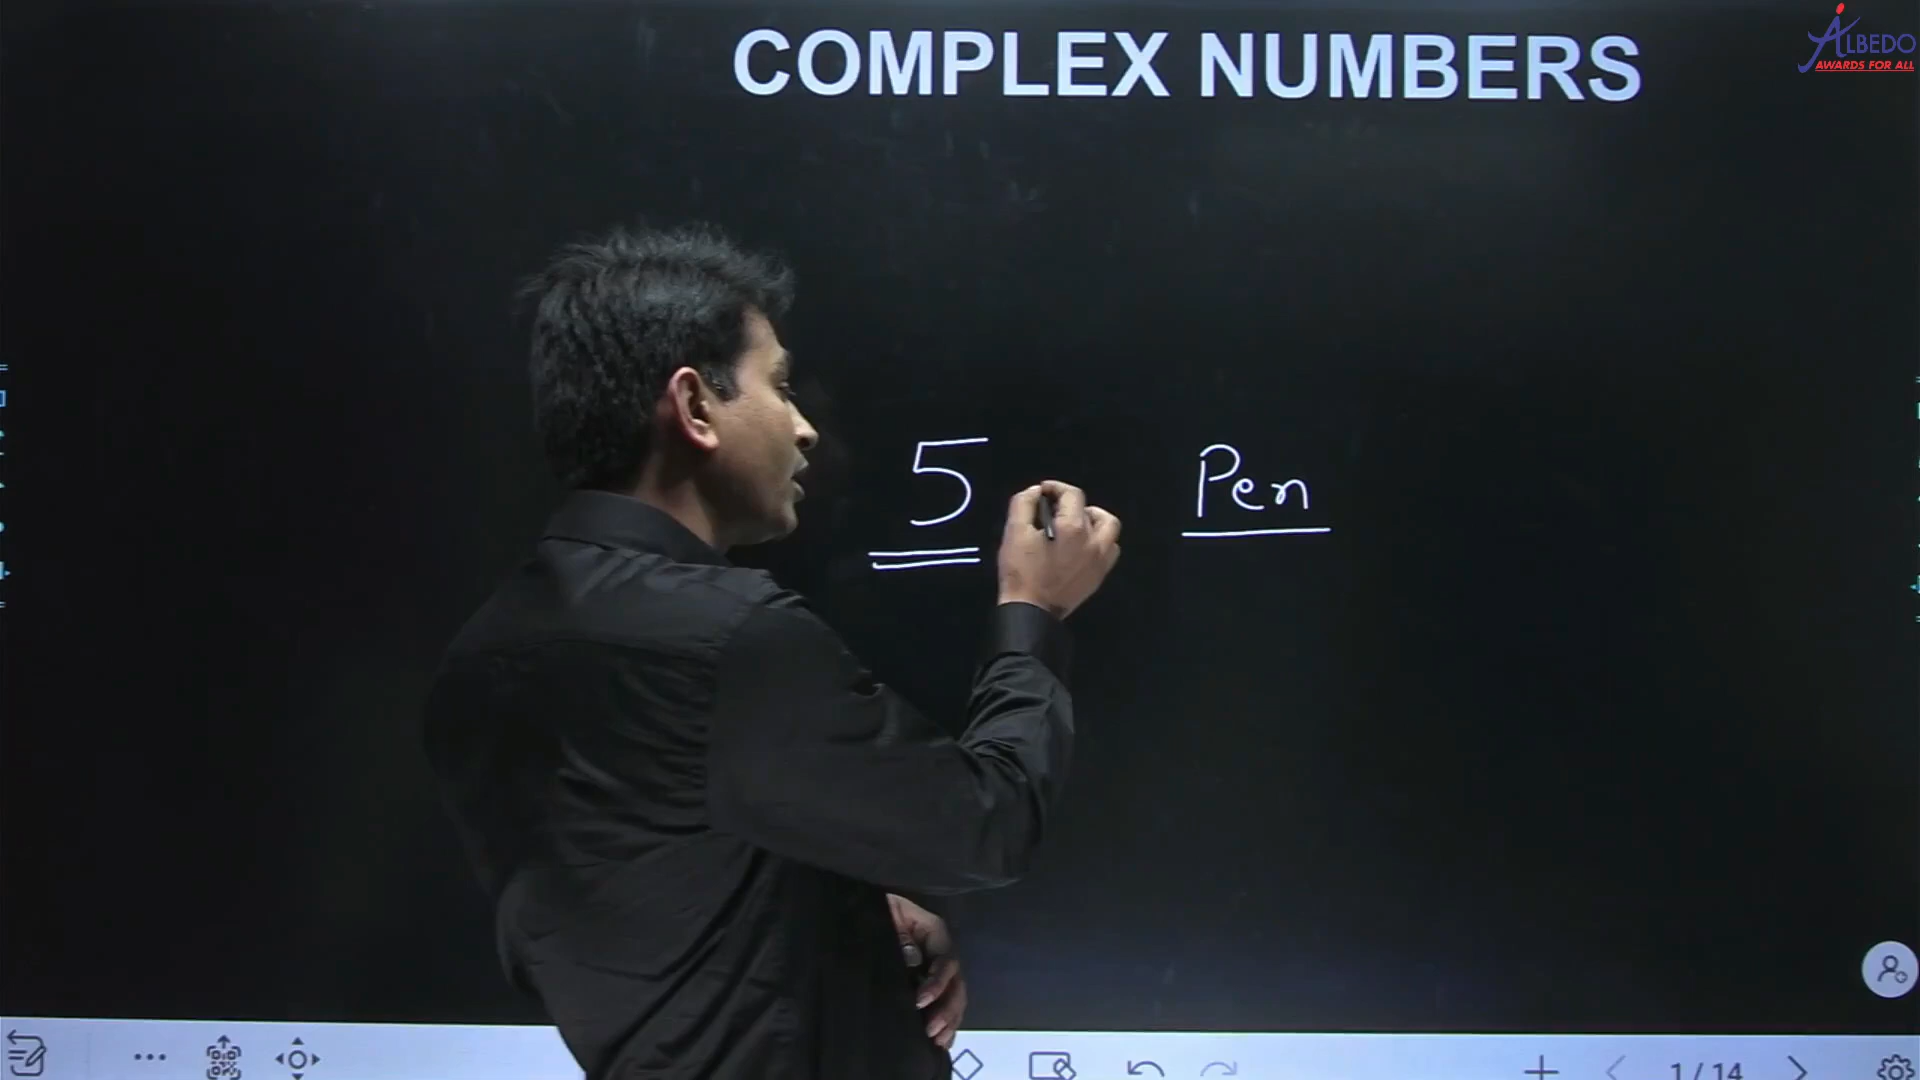 COMPLEX NUMBERS
ALBEDO
AWARDS FOR ALL
5 Pen
1/14